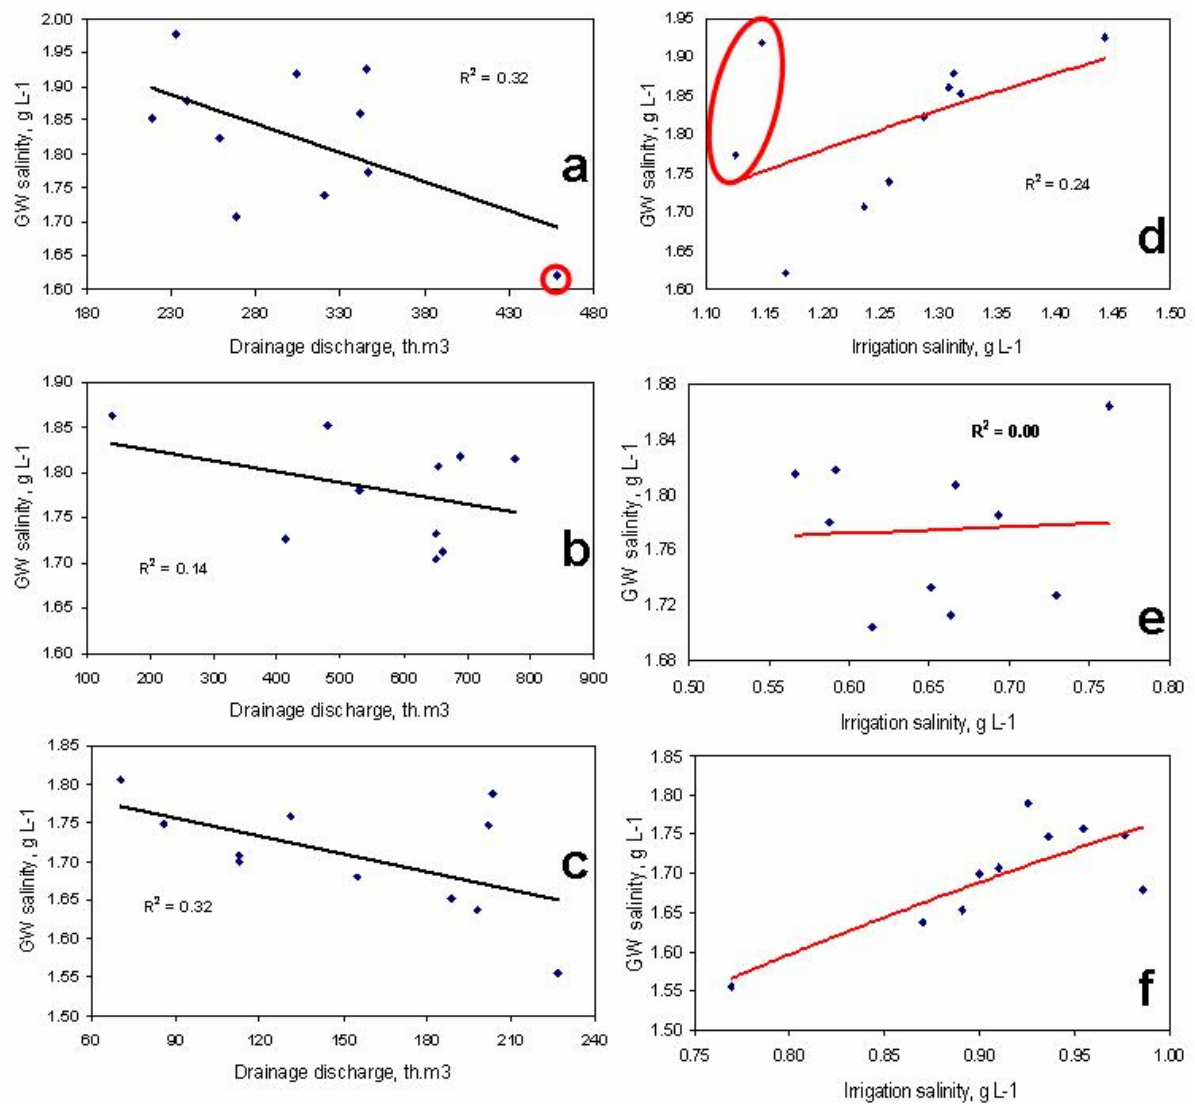 2.00
1.95
1.90
1.85
1.80
1.75
1.70
1.65
1.60
GW salinity, g L-1
R² = 0.32
a
180 230 280 330 380 430 480
Drainage discharge, th.m3
1.95
1.90
1.85
1.80
1.75
1.70
1.65
1.60
GW salinity, g L-1
R² = 0.24
d
1.10 1.15 1.20 1.25 1.30 1.35 1.40 1.45 1.50
Irrigation salinity, g L-1
1.90
1.85
1.80
1.75
1.70
1.65
1.60
GW salinity, g L-1
R² = 0.14
b
100 200 300 400 500 600 700 800 900
Drainage discharge, th.m3
1.88
1.84
1.80
1.76
1.72
1.68
GW salinity, g L-1
R² = 0.00
e
0.50 0.55 0.60 0.65 0.70 0.75 0.80
Irrigation salinity, g L-1
1.85
1.80
1.75
1.70
1.65
1.60
1.55
1.50
GW salinity, g L-1
R² = 0.32
c
60 90 120 150 180 210 240
Drainage discharge, th.m3
1.85
1.80
1.75
1.70
1.65
1.60
1.55
1.50
GW salinity, g L-1
f
0.75 0.80 0.85 0.90 0.95 1.00
Irrigation salinity, g L-1